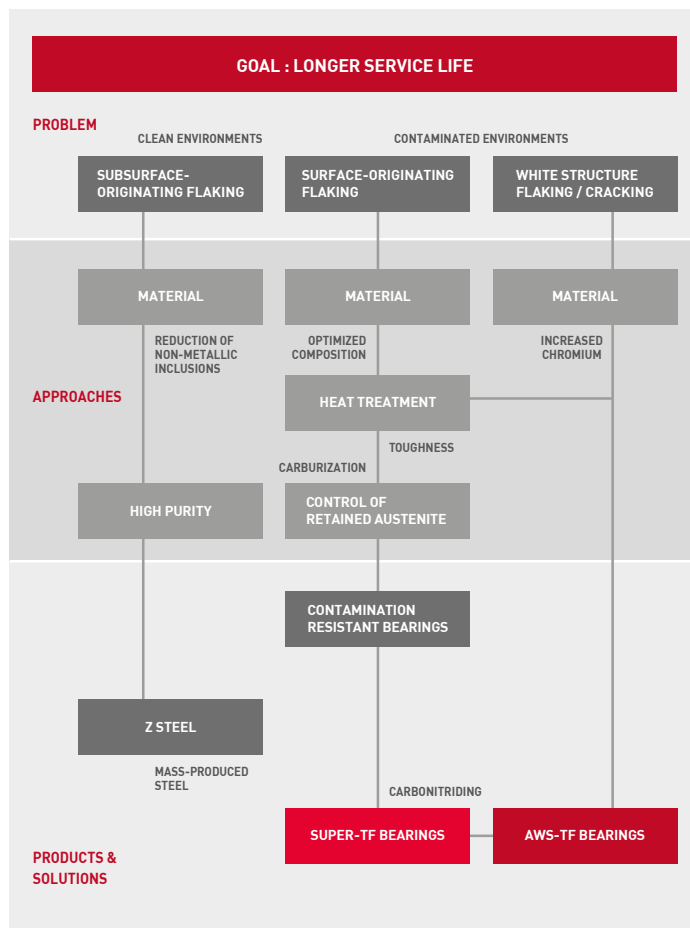 GOAL : LONGER SERVICE LIFE
PROBLEM
CLEAN ENVIRONMENTS
CONTAMINATED ENVIRONMENTS
SUBSURFACE-
ORIGINATING FLAKING
SURFACE-ORIGINATING
FLAKING
WHITE STRUCTURE
FLAKING / CRACKING
MATERIAL
MATERIAL
MATERIAL
REDUCTION OF
NON-METALLIC
INCLUSIONS
OPTIMIZED
COMPOSITION
INCREASED
CHROMIUM
APPROACHES
HEAT TREATMENT
TOUGHNESS
CARBURIZATION
HIGH PURITY
CONTROL OF
RETAINED AUSTENITE
CONTAMINATION
RESISTANT BEARINGS
Z STEEL
MASS-PRODUCED
STEEL
CARBONITRIDING
SUPER-TF BEARINGS
AWS-TF BEARINGS
PRODUCTS &
SOLUTIONS